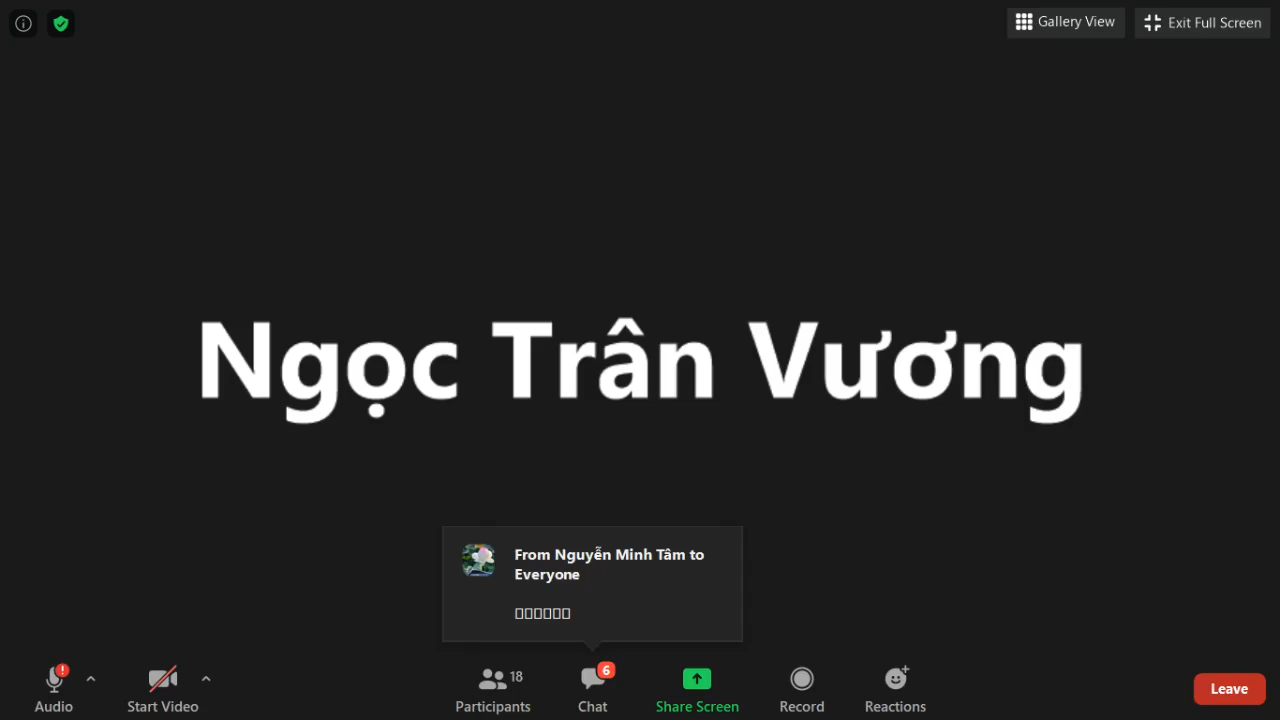 Gallery View
Exit Full Screen
Ngọc Trân Vương
From Nguyễn Minh Tâm to
Everyone
Audio
Start Video
18
Participants
6
Chat
Share Screen
Record
Reactions
Leave